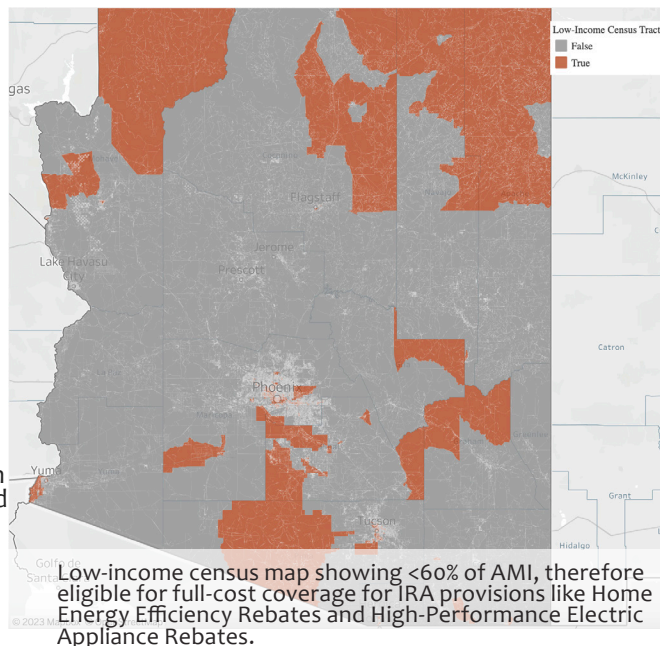 Low-Income Census Tract
False
True
gas
McKinley
Flagstaff
Jerome
Prescott
Lake Havasu
City
Catron
Phoenix
Yuma
n
d
Grant
Tucson
Hidalgo
Golfo de
Santa
Low-income census map showing <60% of AMI, therefore
eligible for full-cost coverage for IRA provisions like Home
Energy Efficiency Rebates and High-Performance Electric
Appliance Rebates.
© 2023 Mapbox © OpenStreetMap